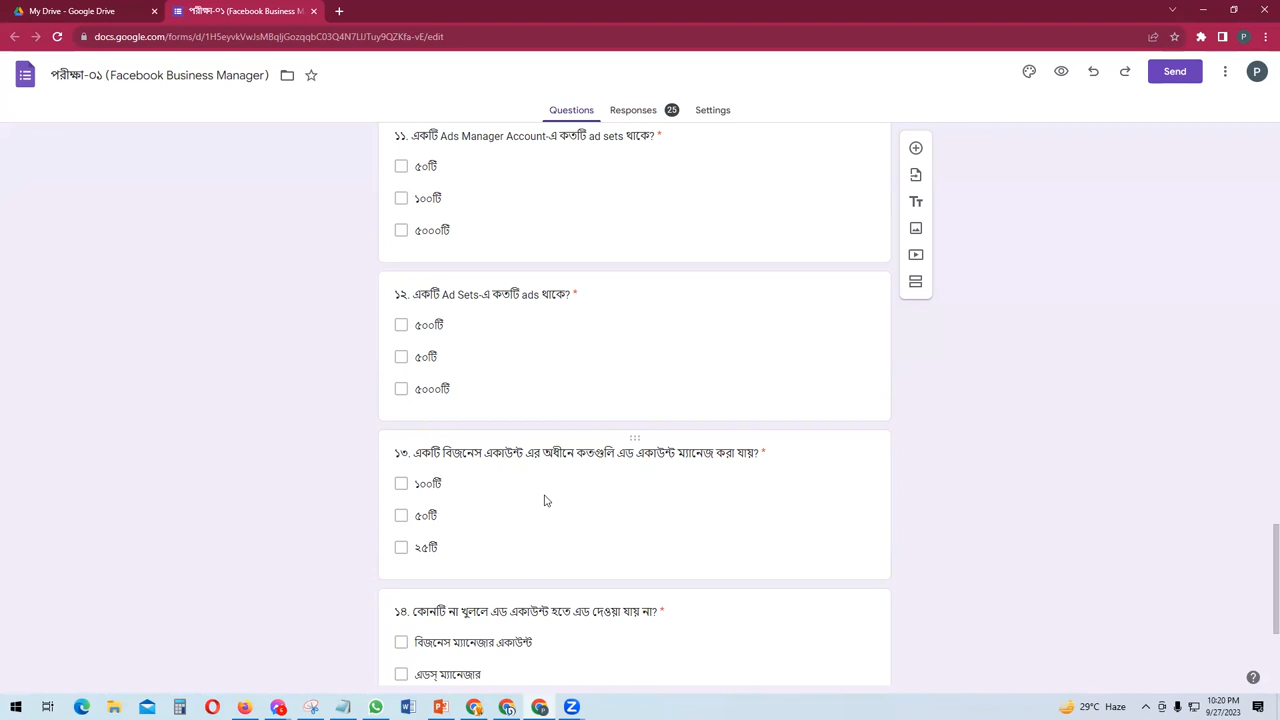 My Drive - Google Drive
পরীক্ষা-০১ (Facebook Business M
docs.google.com/forms/d/1H5eyvkVwJsMBqljGozqqbC03Q4N7LlJTuy9QZKfa-vE/edit
P
পরীক্ষা-০১ (Facebook Business Manager)
Send
P
Questions
Responses 25
Settings
১১. একটি Ads Manager Account-এ কতটি ad sets থাকে? *
৫০টি
১০০টি
৫০০০টি
১২. একটি Ad Sets-এ কতটি ads থাকে? *
৫০০টি
৫০টি
৫০০০টি
১৩. একটি বিজনেস একাউন্ট এর অধীনে কতগুলি এড একাউন্ট ম্যানেজ করা যায়? *
১০০টি
৫০টি
২৫টি
১৪. কোনটি না খুললে এড একাউন্ট হতে এড দেওয়া যায় না? *
বিজনেস ম্যানেজার একাউন্ট
এডস্ ম্যানেজার
29°C Haze
10:20 PM
9/27/2023